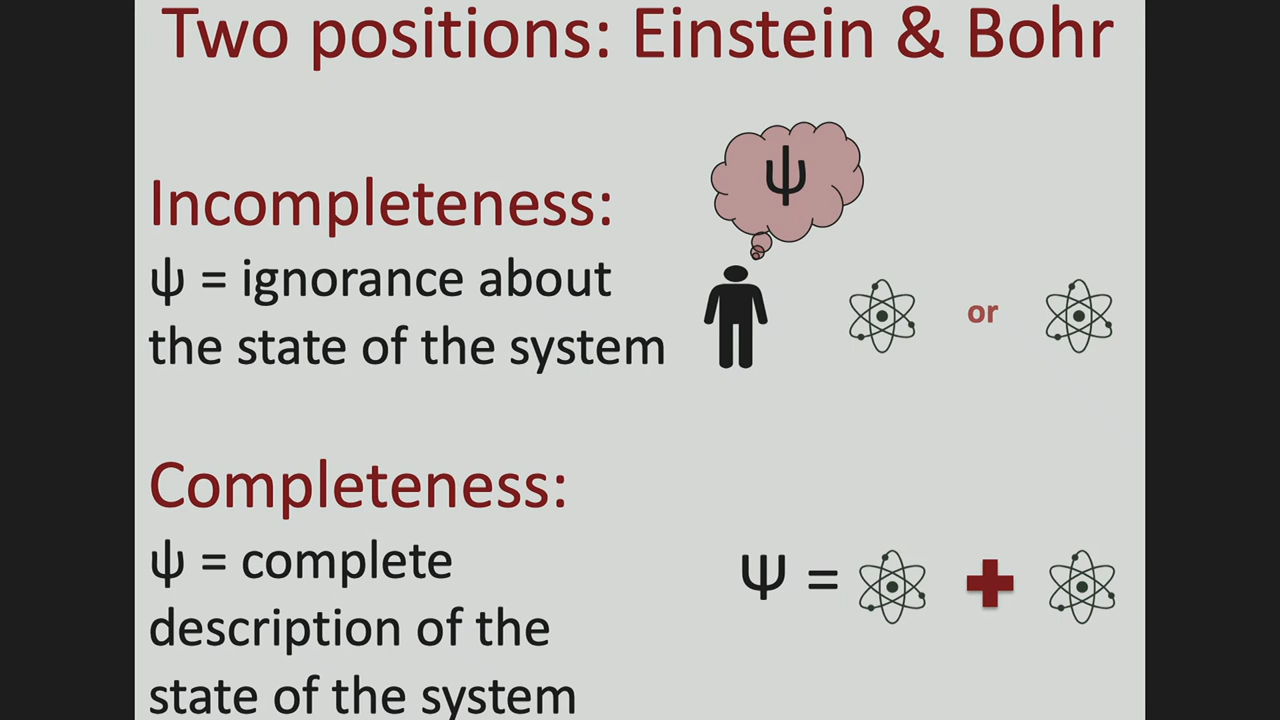 Two positions: Einstein & Bohr
Incompleteness:
ψ = ignorance about
the state of the system
ψ
or
Completeness:
ψ = complete
description of the
state of the system
Ψ = +